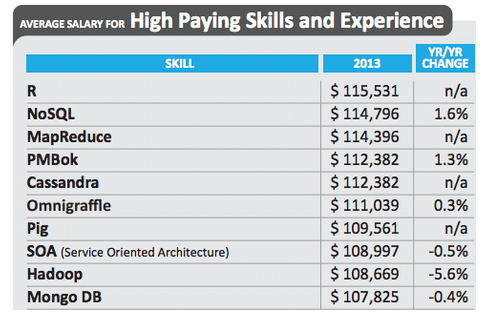 AVERAGE SALARY FOR High Paying Skills and Experience
SKILL 2013 YR/YR CHANGE
R $ 115,531 n/a
NoSQL $ 114,796 1.6%
MapReduce $ 114,396 n/a
PMBok $ 112,382 1.3%
Cassandra $ 112,382 n/a
Omnigraffle $ 111,039 0.3%
Pig $ 109,561 n/a
SOA (Service Oriented Architecture) $ 108,997 -0.5%
Hadoop $ 108,669 -5.6%
Mongo DB $ 107,825 -0.4%